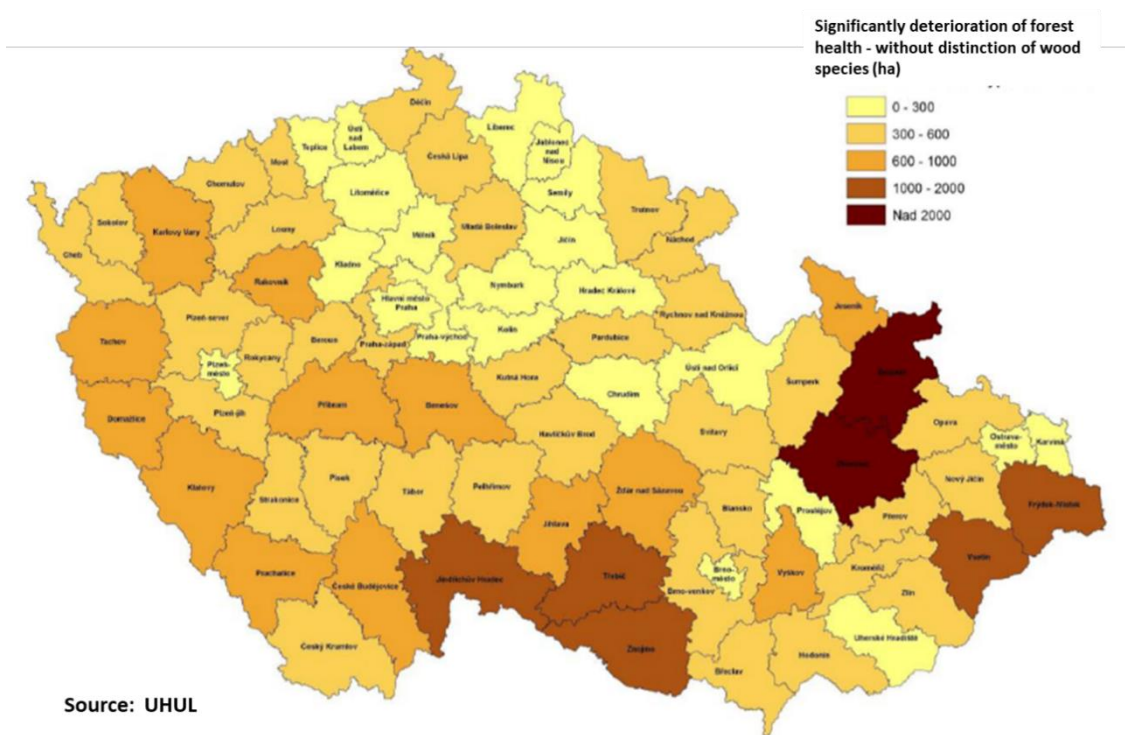 Significantly deterioration of forest
health - without distinction of wood
species (ha)
0 - 300
300 - 600
600 - 1000
1000 - 2000
Nad 2000
Děčín
Liberec
Ústí
nad
Labem
Teplice
Jablonec
nad
Nisou
Most
Česká Lípa
Chomutov
Litoměřice
Semily
Trutnov
Sokolov
Karlovy Vary
Louny
Mělník
Mladá Boleslav
Jičín
Náchod
Cheb
Kladno
Rakovník
Nymburk
Hradec Králové
Hlavní město
Praha
Jeseník
Plzeň-sever
Rychnov nad Kněžnou
Kolín
Tachov
Beroun
Praha-západ
Praha-východ
Pardubice
Rokycany
Plzeň-
město
Ústí nad Orlicí
Šumperk
Kutná Hora
Chrudim
Příbram
Benešov
Plzeň-jih
Domažlice
Opava
Svitavy
Havlíčkův Brod
Ostrava-
město
Karviná
Olomouc
Písek
Nový Jičín
Klatovy
Žďár nad Sázavou
Pelhřimov
Tábor
Strakonice
Frýdek-Místek
Blansko
Prostějov
Přerov
Jihlava
Vsetín
Kroměříž
Prachatice
Vyškov
Brno-
město
Třebíč
Jindřichův Hradec
České Budějovice
Brno-venkov
Zlín
Uherské Hradiště
Český Krumlov
Znojmo
Hodonín
Břeclav
Source: UHUL